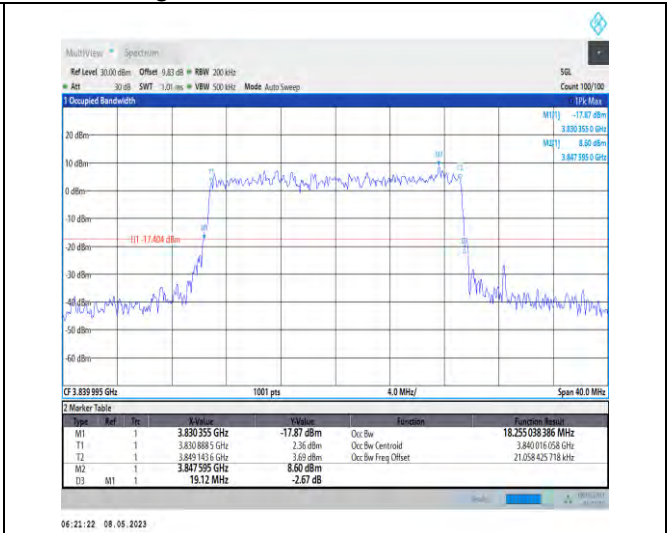 MultiView Spectrum
Ref Level 30.00 dBm Offset 9.83 dB RBW 200 kHz SGL
Att 30 dB SWT 1.01 ms VBW 500 kHz Mode Auto Sweep Count 100/100
1 Occupied Bandwidth 1Pk Max
M1[1] -17.87 dBm
3.830 355 0 GHz
M2[1] 8.60 dBm
3.847 595 0 GHz
20 dBm
10 dBm
0 dBm
-10 dBm
H1 -17.404 dBm
-20 dBm
-30 dBm
-40 dBm
-50 dBm
-60 dBm
CF 3.839 995 GHz 1001 pts 4.0 MHz/ Span 40.0 MHz
2 Marker Table
Type Ref Trc X-Value Y-Value Function Function Result
M1 1 3.830 355 GHz -17.87 dBm Occ Bw 18.255 038 386 MHz
T1 1 3.830 888 5 GHz 2.36 dBm Occ Bw Centroid 3.840 016 058 GHz
T2 1 3.849 143 6 GHz 3.69 dBm Occ Bw Freq Offset 21.058 425 718 kHz
M2 1 3.847 595 GHz 8.60 dBm
D3 M1 1 19.12 MHz -2.67 dB
06:21:22 08.05.2023